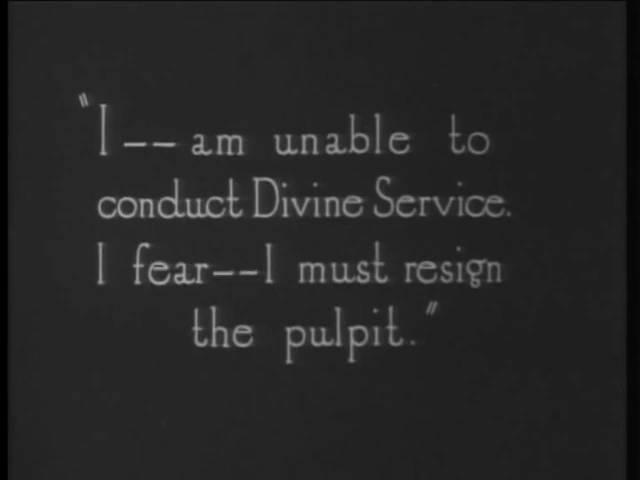 "I -- am unable to
conduct Divine Service.
I fear--I must resign
the pulpit."